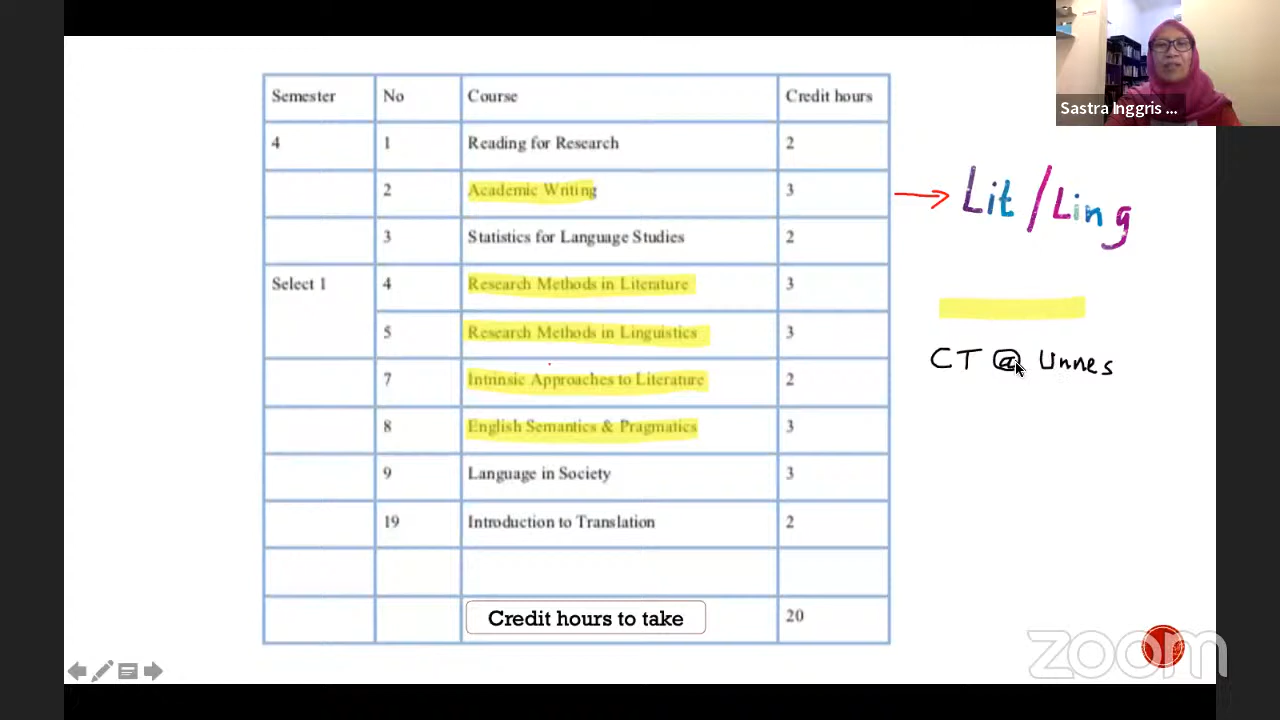 Sastra Inggris ...
Semester No Course Credit hours
4 1 Reading for Research 2
2 Academic Writing 3
Lit/Ling
3 Statistics for Language Studies 2
Select 1 4 Research Methods in Literature 3
5 Research Methods in Linguistics 3
CT @ Unnes
7 Intrinsic Approaches to Literature 2
8 English Semantics & Pragmatics 3
9 Language in Society 3
19 Introduction to Translation 2
Credit hours to take 20
zoom